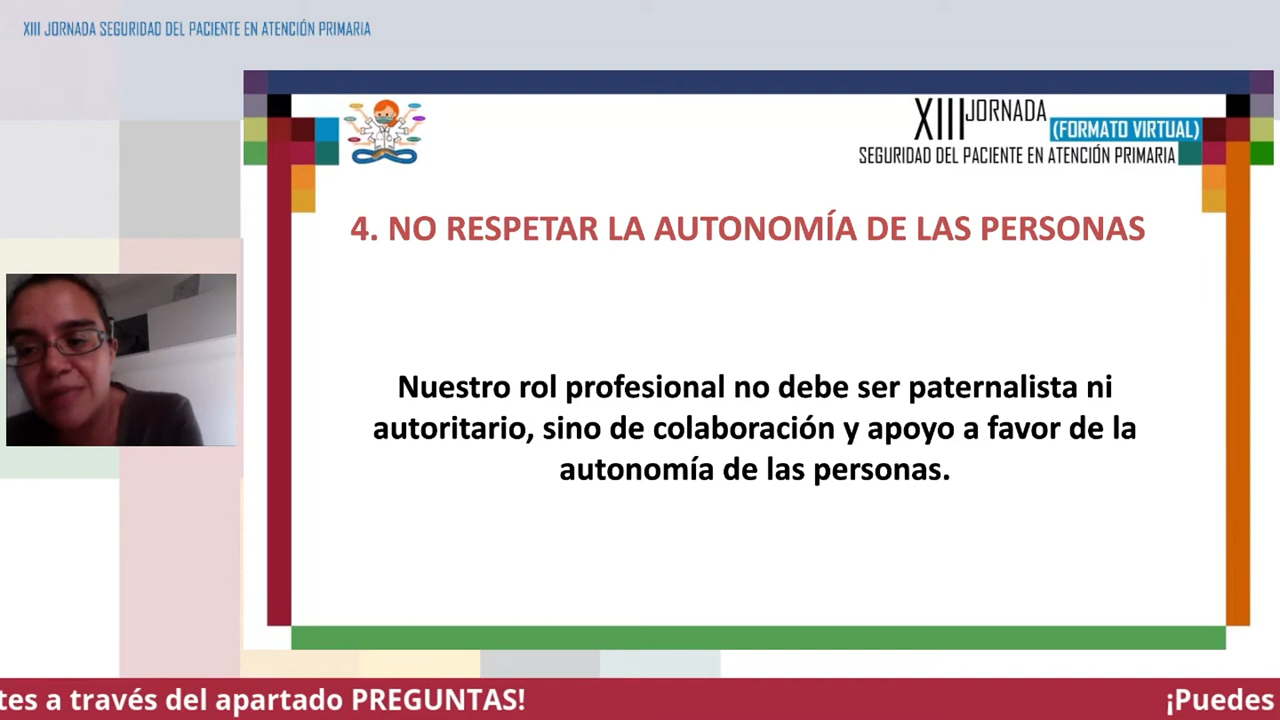 XIII JORNADA SEGURIDAD DEL PACIENTE EN ATENCIÓN PRIMARIA
XIII JORNADA
(FORMATO VIRTUAL)
SEGURIDAD DEL PACIENTE EN ATENCIÓN PRIMARIA
4. NO RESPETAR LA AUTONOMÍA DE LAS PERSONAS
Nuestro rol profesional no debe ser paternalista ni
autoritario, sino de colaboración y apoyo a favor de la
autonomía de las personas.
tes a través del apartado PREGUNTAS! ¡Puedes